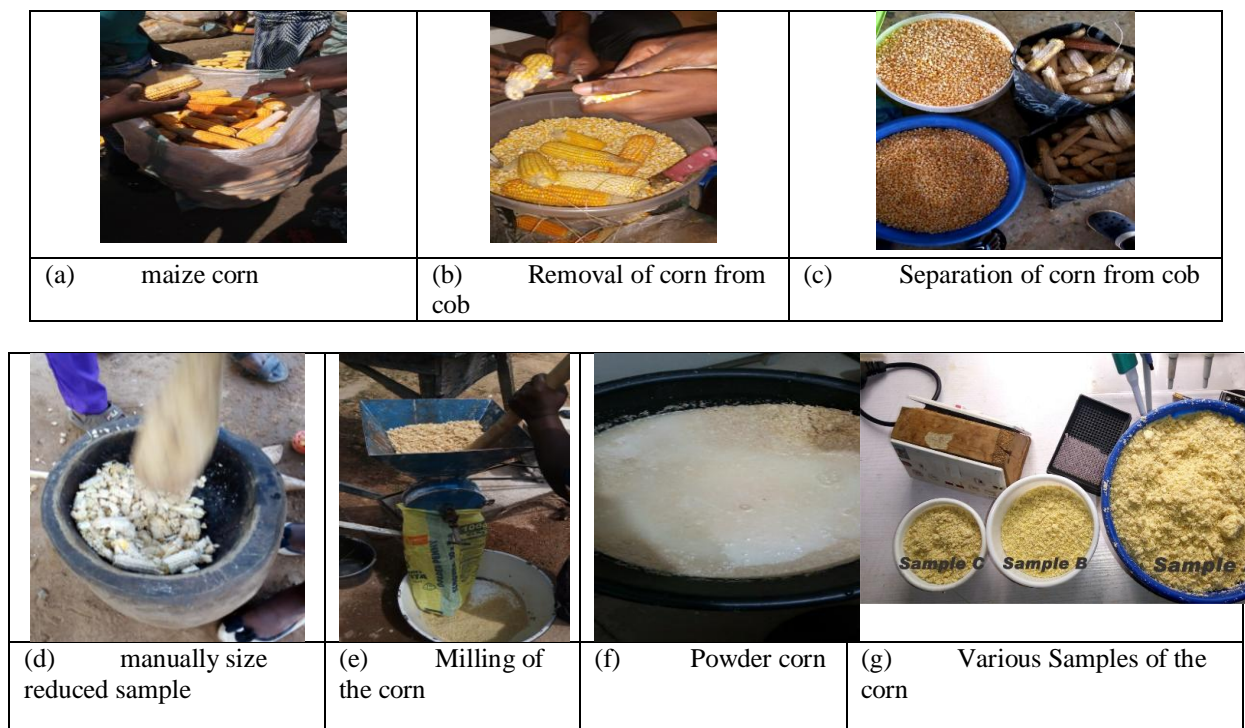 (a) maize corn
(b) Removal of corn from
cob
(c) Separation of corn from cob
Sample C
Sample B
Sample
(d) manually size
reduced sample
(e) Milling of
the corn
(f) Powder corn
(g) Various Samples of the
corn